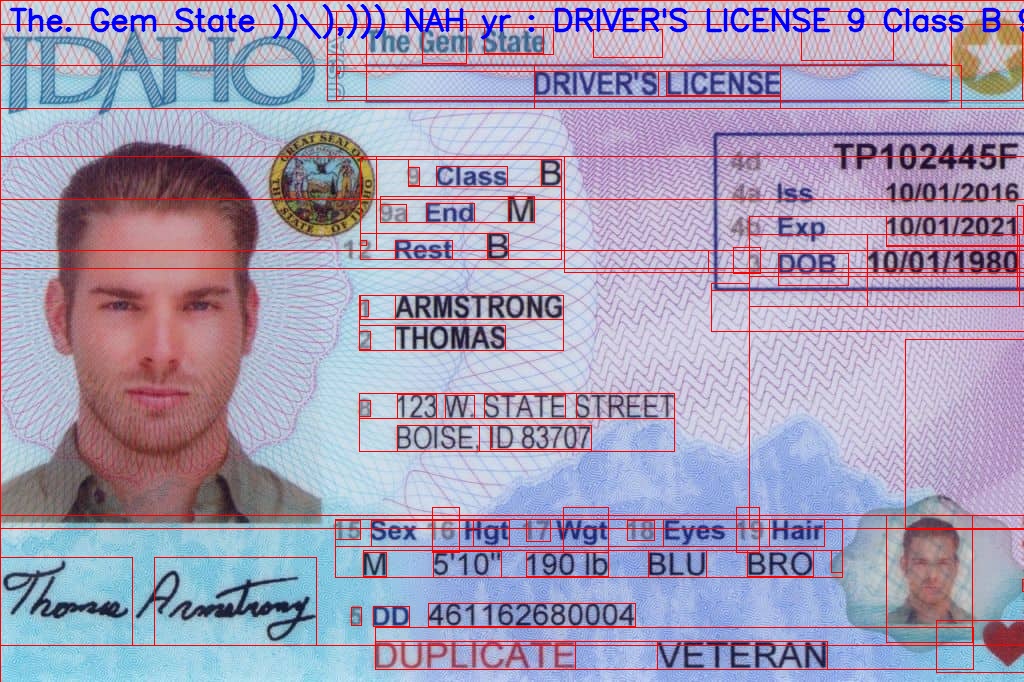 The. Gem State ))\),))) NAH yr : DRIVER'S LICENSE 9 Class B 9
IDAHO USA The Gem State
DRIVER'S LICENSE
GREAT SEAL OF THE STATE OF IDAHO
4d TP102445F
9 Class B
4a Iss 10/01/2016
9a End M
4b Exp 10/01/2021
12 Rest B
3 DOB 10/01/1980
1 ARMSTRONG
2 THOMAS
8 123 W. STATE STREET
BOISE, ID 83707
15 Sex 16 Hgt 17 Wgt 18 Eyes 19 Hair
M 5'10" 190 lb BLU BRO
Thomas Armstrong
5 DD 461162680004
DUPLICATE VETERAN